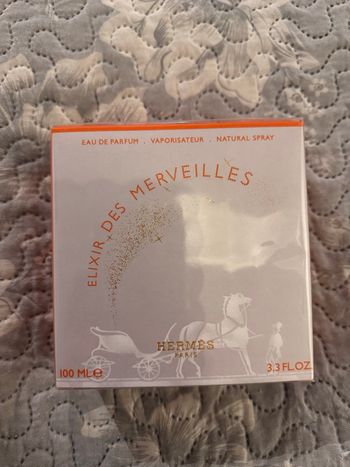 EAU DE PARFUM . VAPORISATEUR . NATURAL SPRAY
ELIXIR DES MERVEILLES
HERMÈS
PARIS
100 ML℮ 3.3 FL.OZ